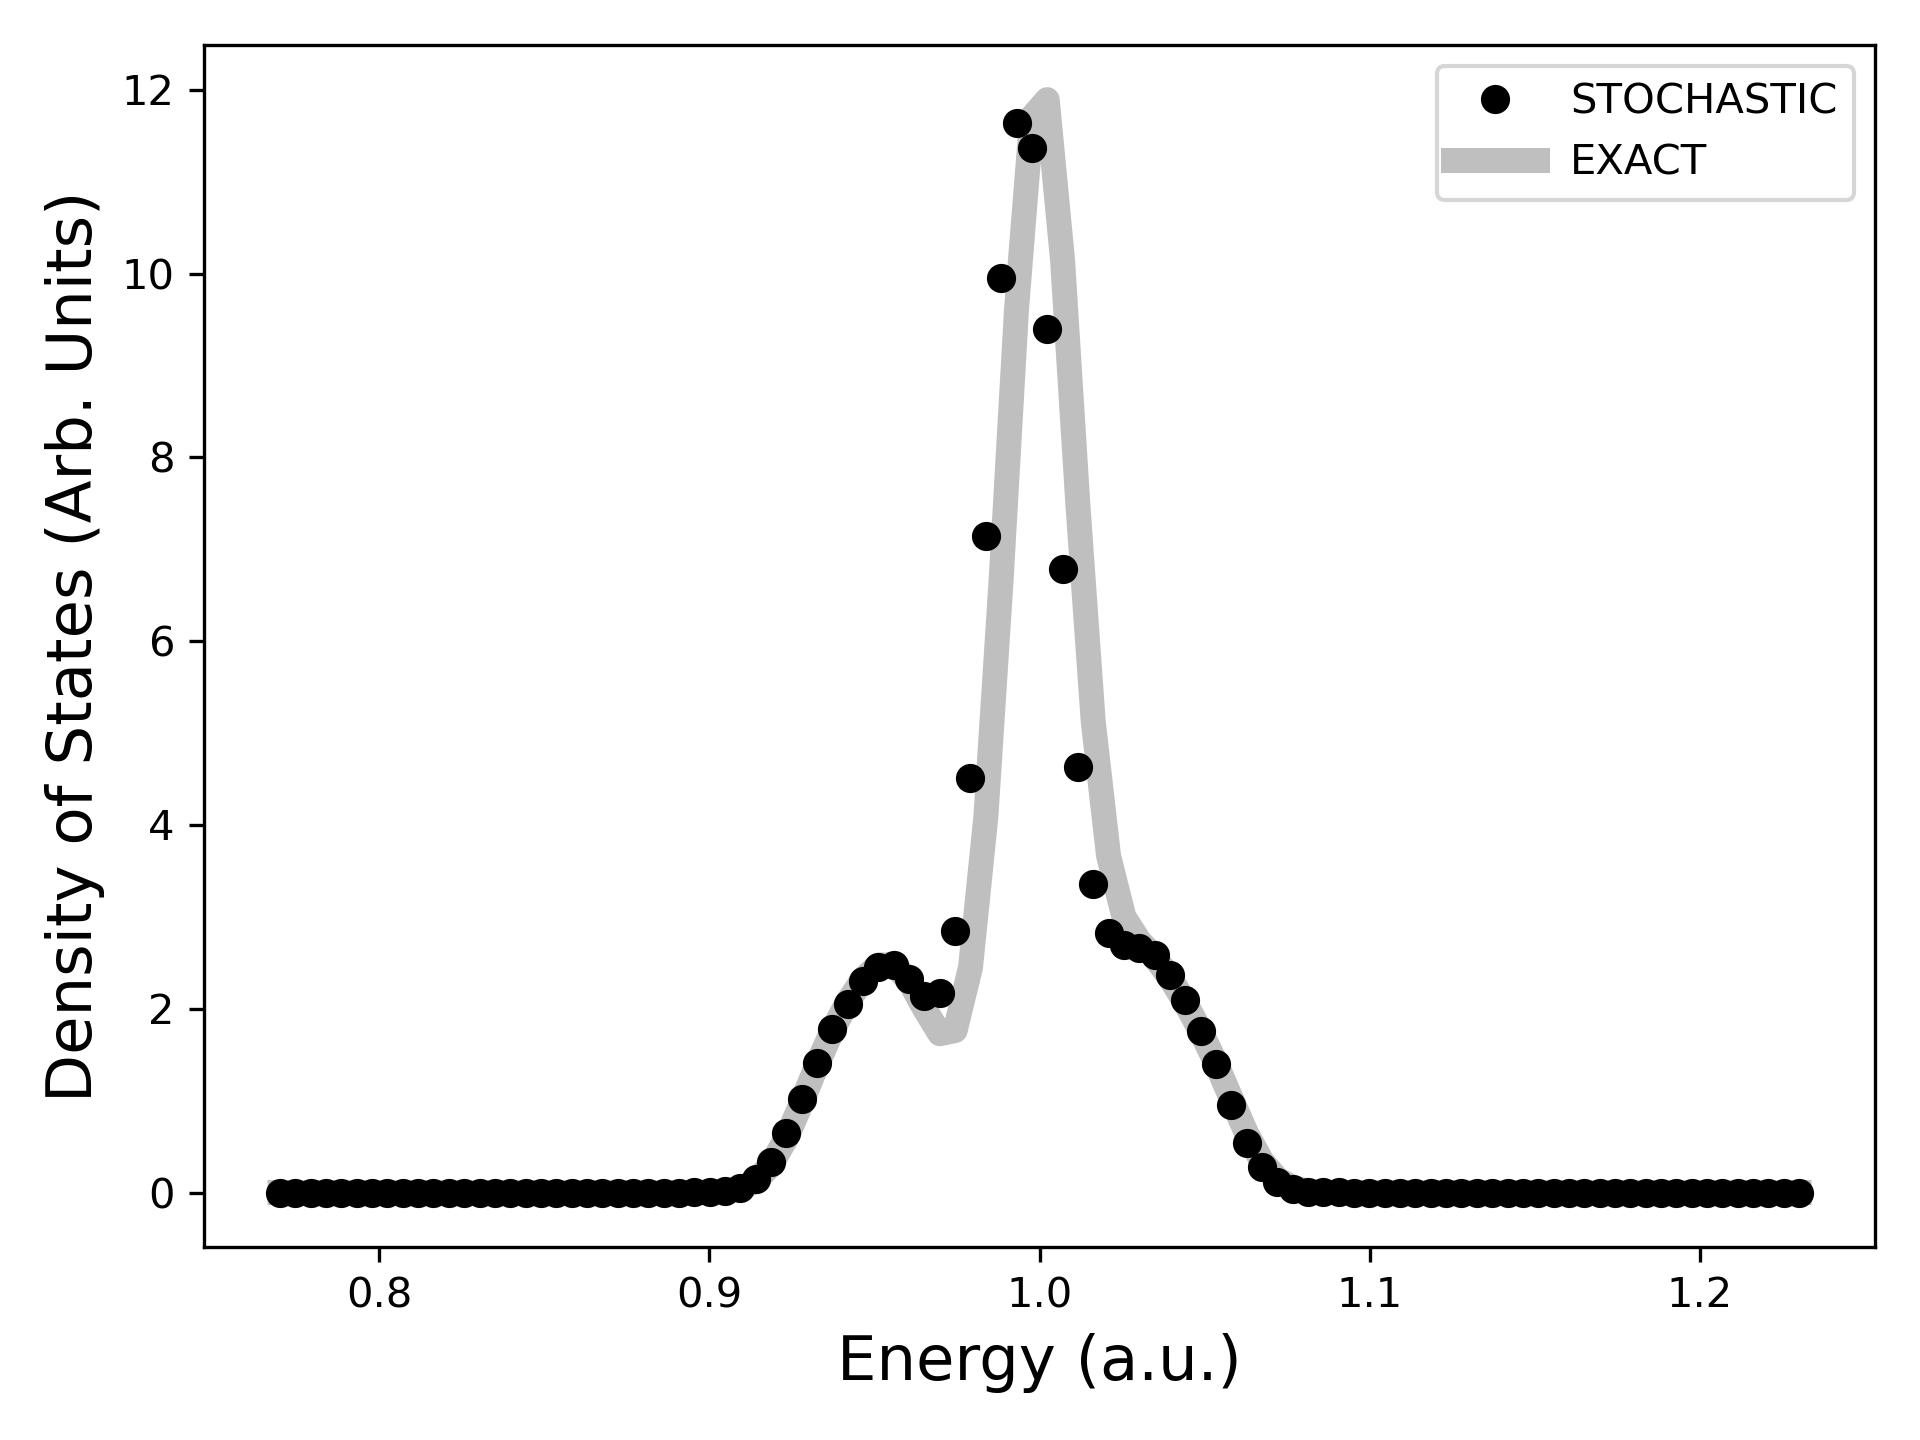 STOCHASTIC
EXACT
Density of States (Arb. Units)
12
10
8
6
4
2
0
0.8 0.9 1.0 1.1 1.2
Energy (a.u.)